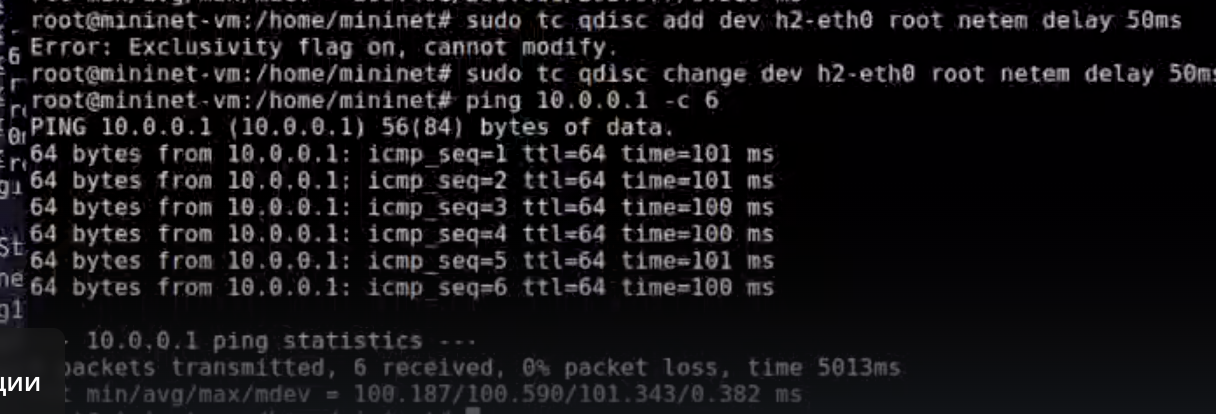 root@mininet-vm:/home/mininet# sudo tc qdisc add dev h2-eth0 root netem delay 50ms
Error: Exclusivity flag on, cannot modify.
root@mininet-vm:/home/mininet# sudo tc qdisc change dev h2-eth0 root netem delay 50ms
root@mininet-vm:/home/mininet# ping 10.0.0.1 -c 6
PING 10.0.0.1 (10.0.0.1) 56(84) bytes of data.
64 bytes from 10.0.0.1: icmp_seq=1 ttl=64 time=101 ms
64 bytes from 10.0.0.1: icmp_seq=2 ttl=64 time=101 ms
64 bytes from 10.0.0.1: icmp_seq=3 ttl=64 time=100 ms
64 bytes from 10.0.0.1: icmp_seq=4 ttl=64 time=100 ms
64 bytes from 10.0.0.1: icmp_seq=5 ttl=64 time=101 ms
64 bytes from 10.0.0.1: icmp_seq=6 ttl=64 time=100 ms
10.0.0.1 ping statistics ---
packets transmitted, 6 received, 0% packet loss, time 5013ms
min/avg/max/mdev = 100.187/100.590/101.343/0.382 ms
ции